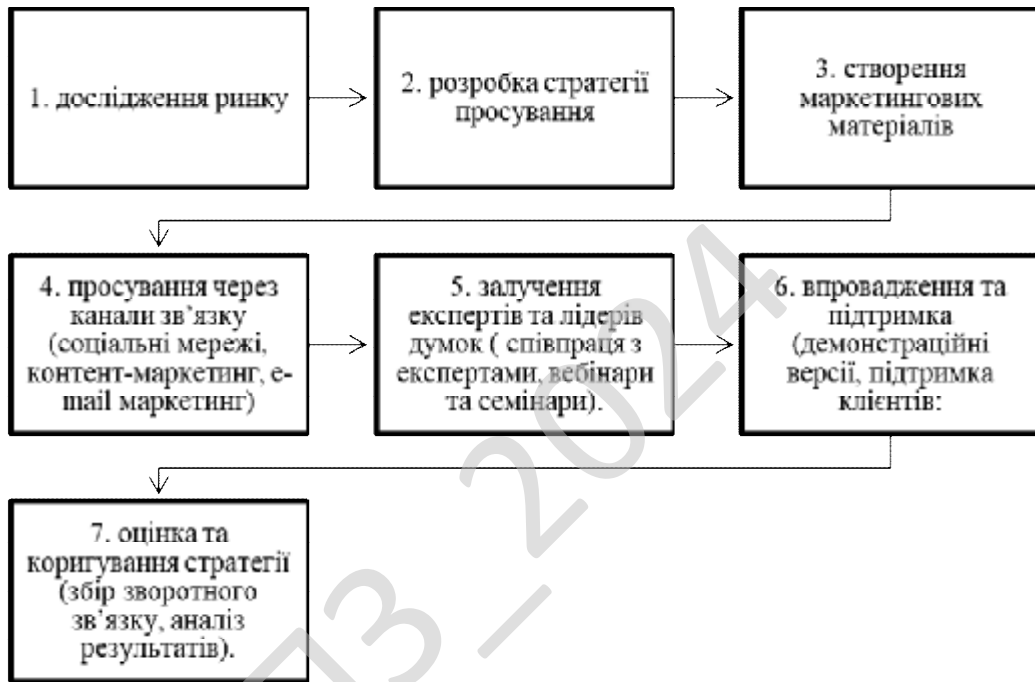 1. дослідження ринку
2. розробка стратегії
просування
3. створення
маркетингових
матеріалів
4. просування через
канали зв’язку
(соціальні мережі,
контент-маркетинг, e-
mail маркетинг)
5. залучення
експертів та лідерів
думок ( співпраця з
експертами, вебінари
та семінари).
6. впровадження та
підтримка
(демонстраційні
версії, підтримка
клієнтів:
7. оцінка та
коригування стратегії
(збір зворотного
зв’язку, аналіз
результатів).
ПЗ_2024